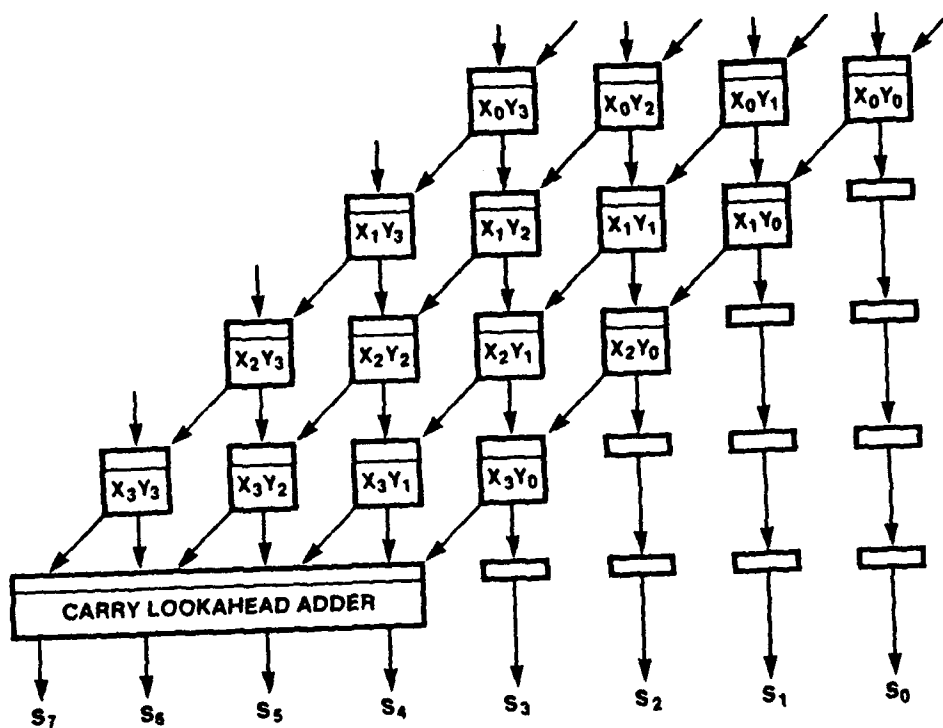 X₀Y₃ X₀Y₂ X₀Y₁ X₀Y₀
X₁Y₃ X₁Y₂ X₁Y₁ X₁Y₀
X₂Y₃ X₂Y₂ X₂Y₁ X₂Y₀
X₃Y₃ X₃Y₂ X₃Y₁ X₃Y₀
CARRY LOOKAHEAD ADDER
S₇ S₆ S₅ S₄ S₃ S₂ S₁ S₀